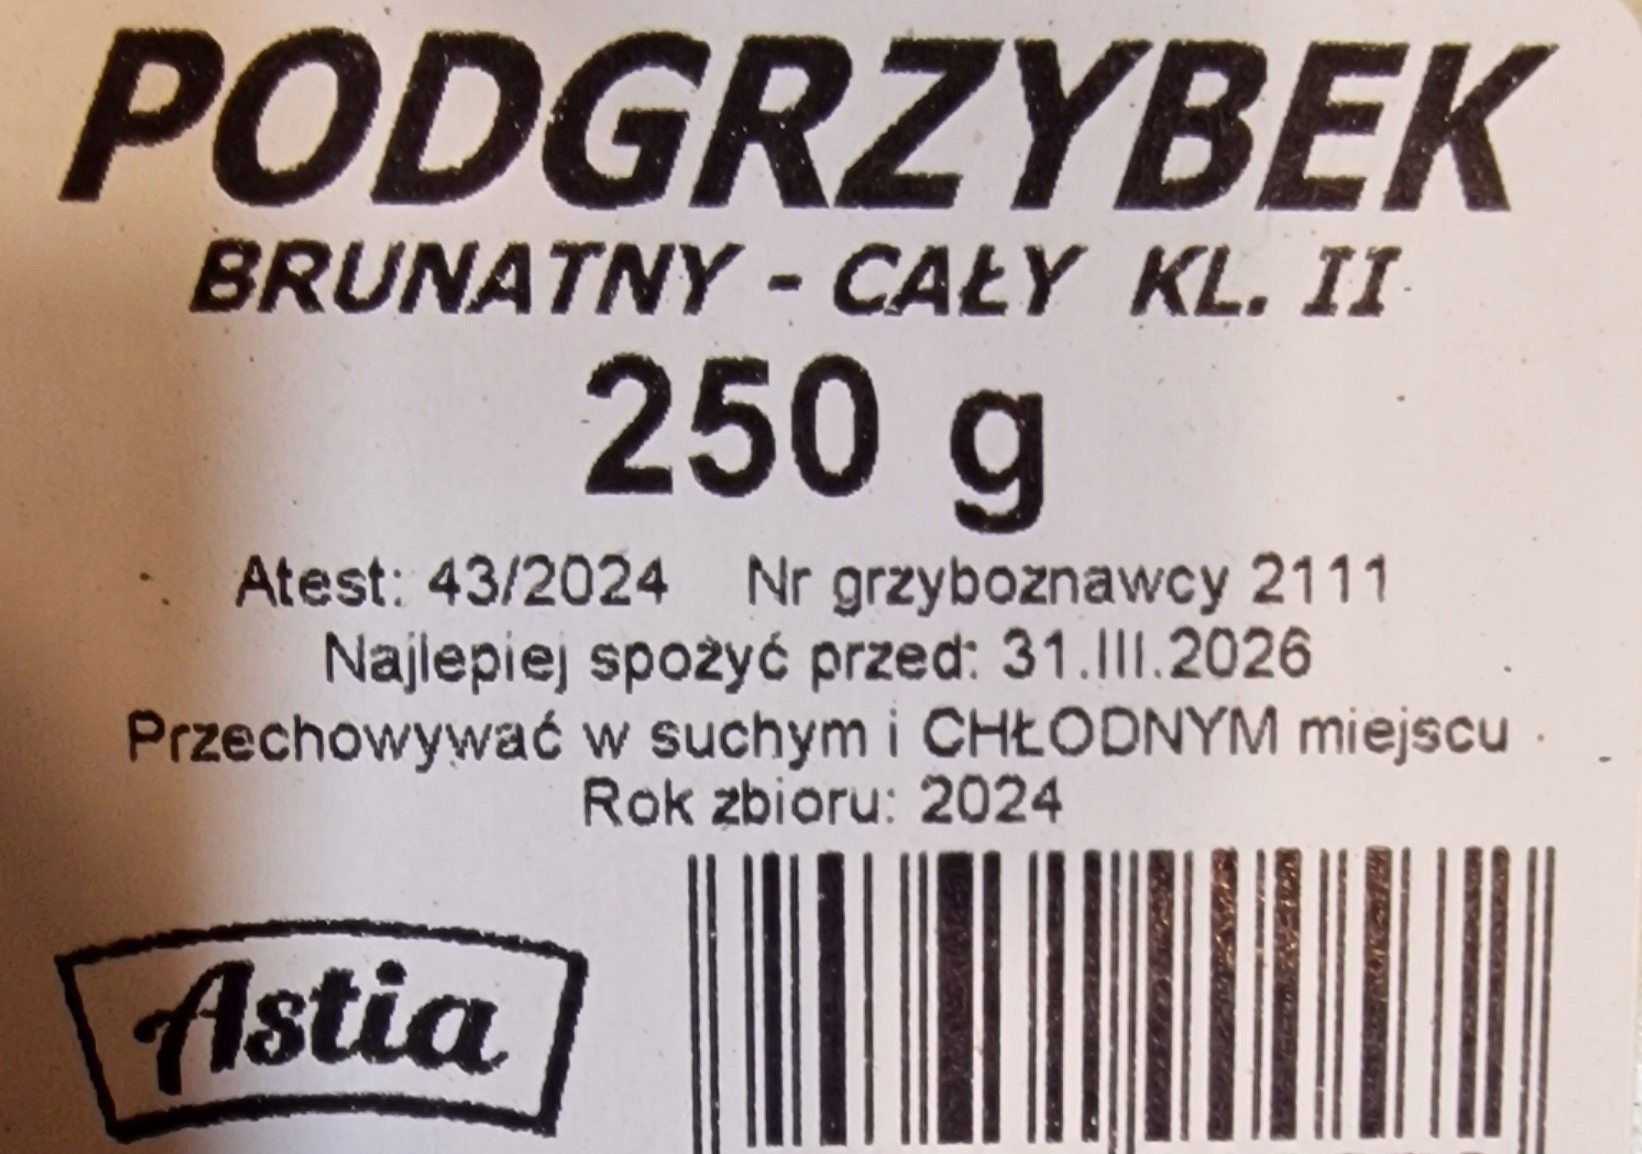 PODGRZYBEK
BRUNATNY - CAŁY KL. II
250 g
Atest: 43/2024 Nr grzyboznawcy 2111
Najlepiej spożyć przed: 31.III.2026
Przechowywać w suchym i CHŁODNYM miejscu
Rok zbioru: 2024
Astia